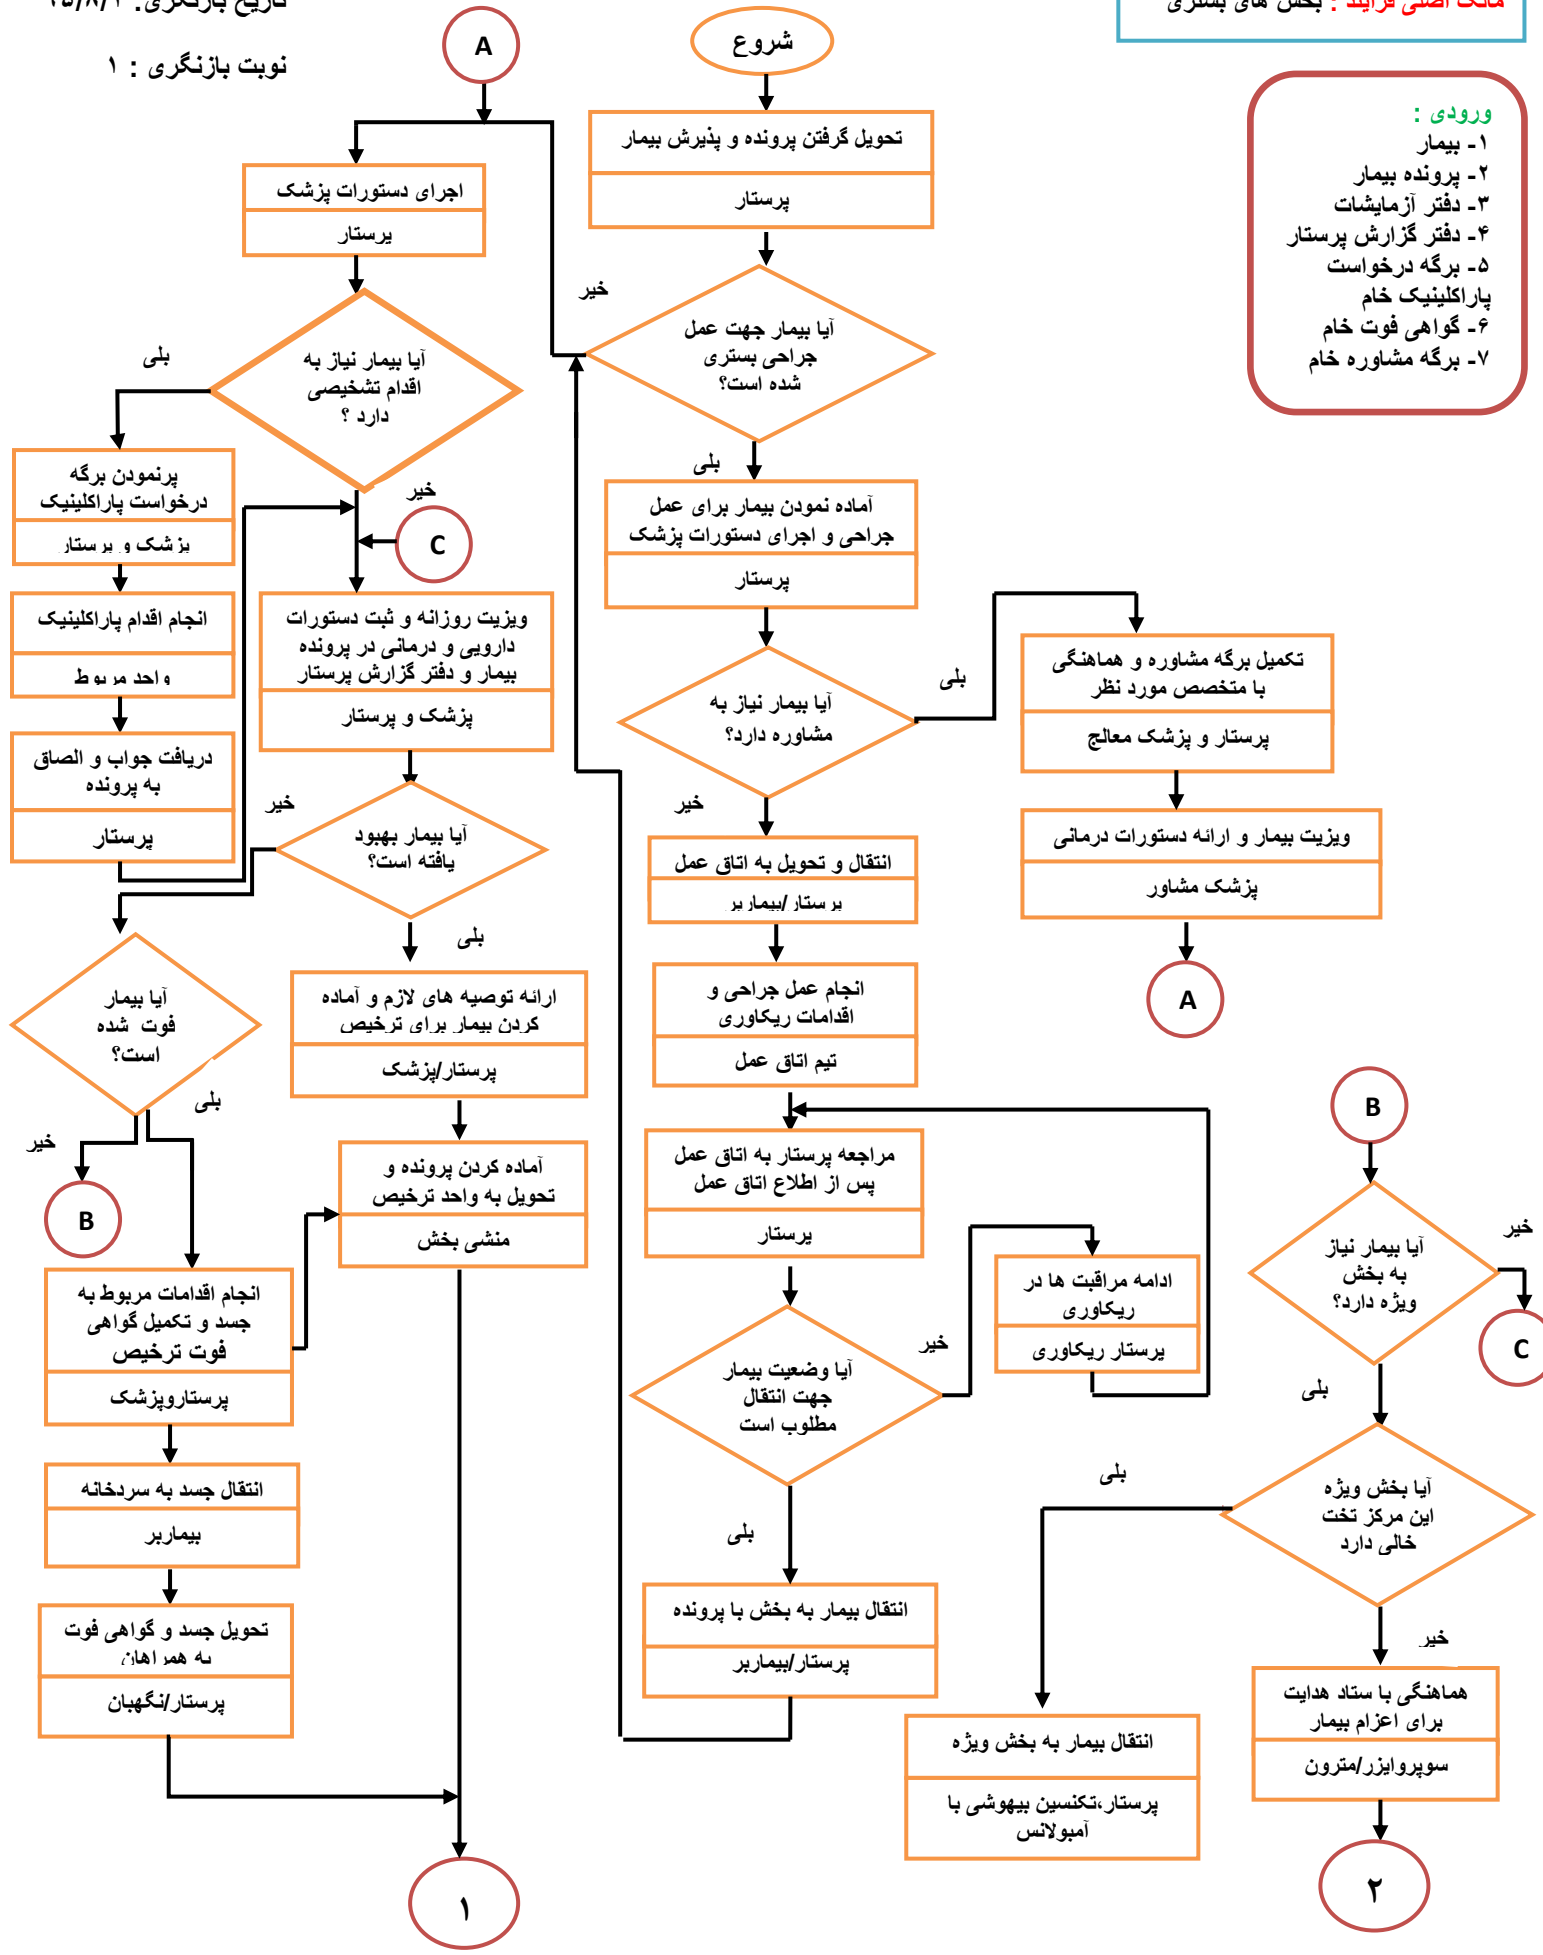 مالک اصلی فرآیند : بخش های بستری
تاریخ بازنگری:
نوبت بازنگری : ۱
ورودی :
۱- بیمار
۲- پرونده بیمار
۳- دفتر آزمایشات
۴- دفتر گزارش پرستار
۵- برگه درخواست
پاراکلینیک خام
۶- گواهی فوت خام
۷- برگه مشاوره خام
شروع
تحویل گرفتن پرونده و پذیرش بیمار
پرستار
آیا بیمار جهت عمل
جراحی بستری
شده است؟
خیر
بلی
آماده نمودن بیمار برای عمل
جراحی و اجرای دستورات پزشک
پرستار
آیا بیمار نیاز به
مشاوره دارد؟
بلی
خیر
تکمیل برگه مشاوره و هماهنگی
با متخصص مورد نظر
پرستار و پزشک معالج
ویزیت بیمار و ارائه دستورات درمانی
پزشک مشاور
A
انتقال و تحویل به اتاق عمل
پرستار/بیماربر
انجام عمل جراحی و
اقدامات ریکاوری
تیم اتاق عمل
مراجعه پرستار به اتاق عمل
پس از اطلاع اتاق عمل
پرستار
آیا وضعیت بیمار
جهت انتقال
مطلوب است
خیر
ادامه مراقبت ها در
ریکاوری
پرستار ریکاوری
بلی
انتقال بیمار به بخش با پرونده
پرستار/بیماربر
A
اجرای دستورات پزشک
پرستار
آیا بیمار نیاز به
اقدام تشخیصی
دارد ؟
بلی
خیر
پرنمودن برگه
درخواست پاراکلینیک
پزشک و پرستار
انجام اقدام پاراکلینیک
واحد مربوط
دریافت جواب و الصاق
به پرونده
پرستار
C
ویزیت روزانه و ثبت دستورات
دارویی و درمانی در پرونده
بیمار و دفتر گزارش پرستار
پزشک و پرستار
آیا بیمار بهبود
یافته است؟
خیر
بلی
ارائه توصیه های لازم و آماده
کردن بیمار برای ترخیص
پرستار/پزشک
آماده کردن پرونده و
تحویل به واحد ترخیص
منشی بخش
آیا بیمار
فوت شده
است؟
بلی
خیر
B
انجام اقدامات مربوط به
جسد و تکمیل گواهی
فوت ترخیص
پرستاروپزشک
انتقال جسد به سردخانه
بیماربر
تحویل جسد و گواهی فوت
به همراهان
پرستار/نگهبان
۱
B
آیا بیمار نیاز
به بخش
ویژه دارد؟
خیر
C
بلی
آیا بخش ویژه
این مرکز تخت
خالی دارد
بلی
خیر
انتقال بیمار به بخش ویژه
پرستار،تکنسین بیهوشی با
آمبولانس
هماهنگی با ستاد هدایت
برای اعزام بیمار
سوپروایزر/مترون
۲